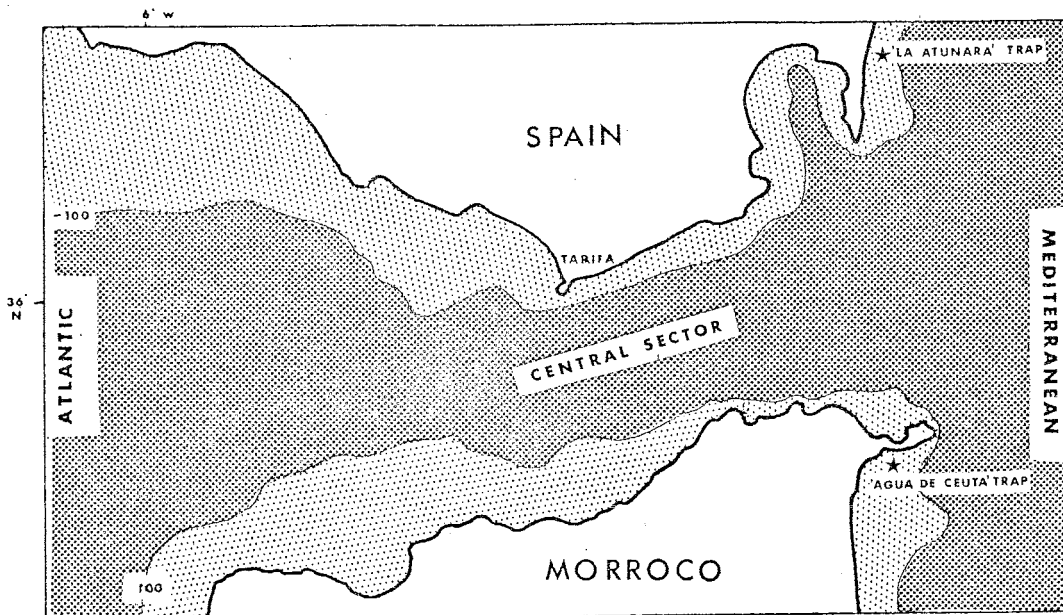 6° W
'LA ATUNARA' TRAP
SPAIN
-100
TARIFA
36°
N
ATLANTIC
CENTRAL SECTOR
MEDITERRANEAN
'AGUA DE CEUTA' TRAP
100
MORROCO